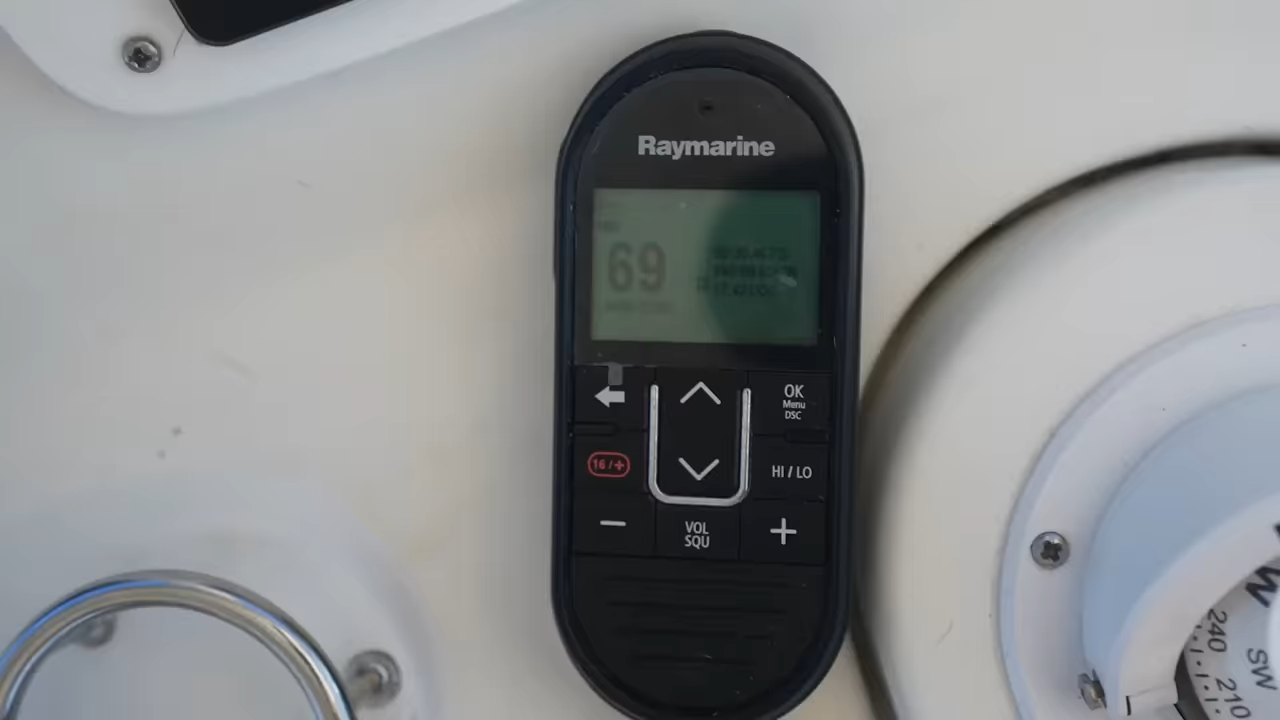 Raymarine
69
OK
Menu
DSC
16/+
HI / LO
−
VOL
SQU
+
W
240
SW
210